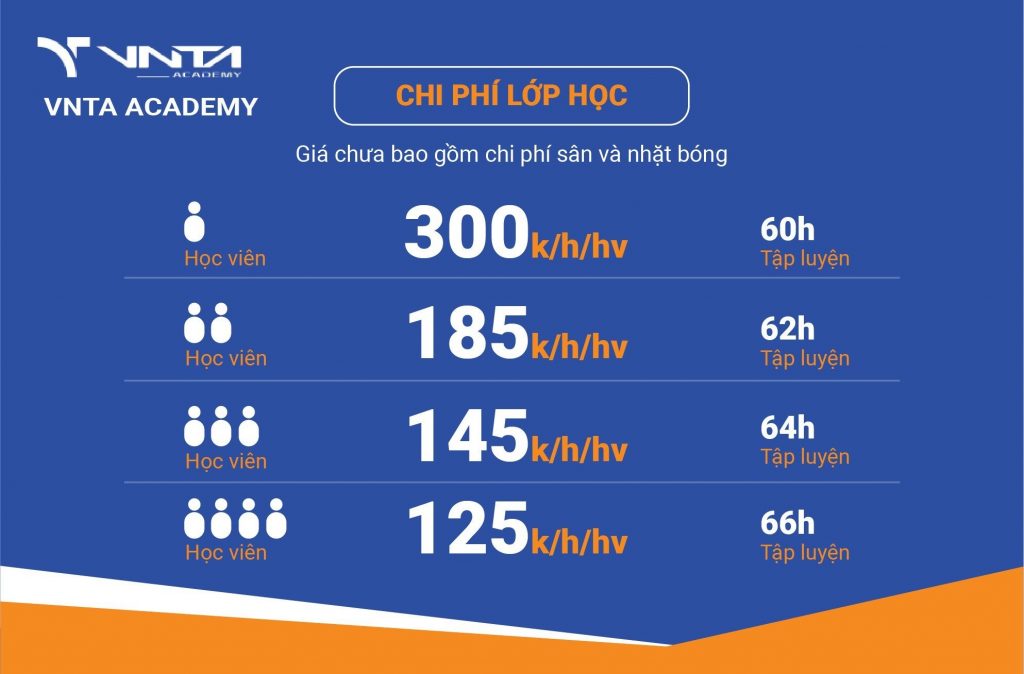 VNTA
ACADEMY
VNTA ACADEMY
CHI PHÍ LỚP HỌC
Giá chưa bao gồm chi phí sân và nhặt bóng
Học viên 300k/h/hv 60h Tập luyện
Học viên 185k/h/hv 62h Tập luyện
Học viên 145k/h/hv 64h Tập luyện
Học viên 125k/h/hv 66h Tập luyện